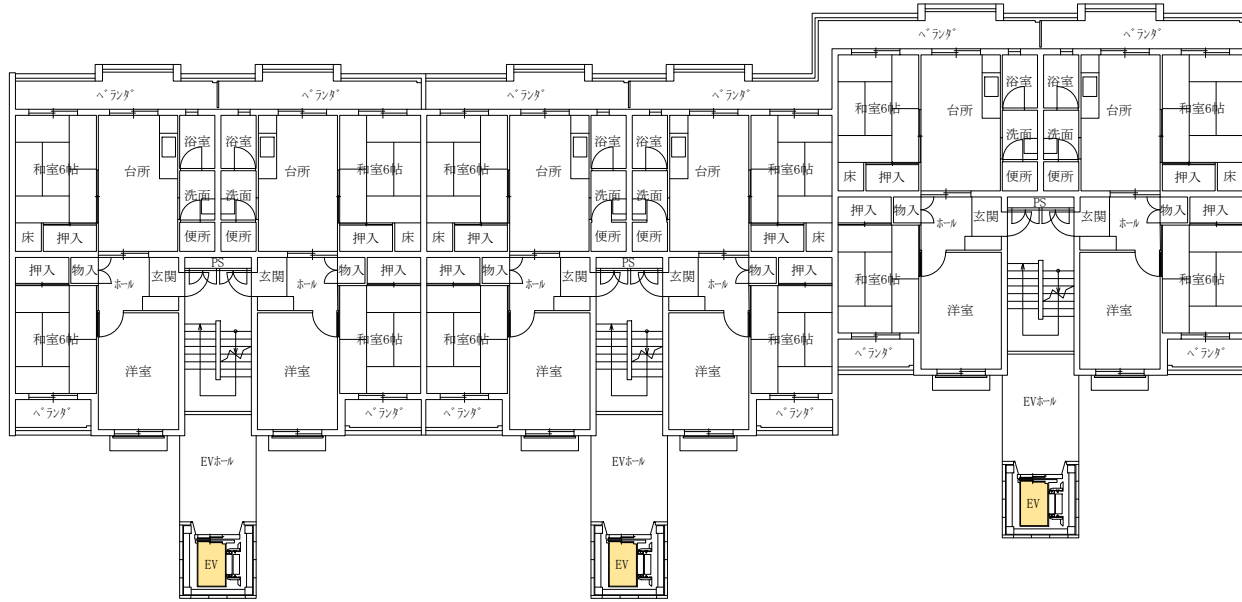 ベランダ ベランダ
浴室 浴室
和室6帖 台所 台所 和室6帖
洗面 洗面
床 押入 便所 便所 押入 床
押入 物入 ホール 玄関 PS 玄関 ホール 物入 押入
和室6帖 洋室 洋室 和室6帖
ベランダ ベランダ
EVホール
EV
ベランダ ベランダ
浴室 浴室
和室6帖 台所 台所 和室6帖
洗面 洗面
床 押入 便所 便所 押入 床
押入 物入 ホール 玄関 PS 玄関 ホール 物入 押入
和室6帖 洋室 洋室 和室6帖
ベランダ ベランダ
EVホール
EV
ベランダ ベランダ
浴室 浴室
和室6帖 台所 台所 和室6帖
洗面 洗面
床 押入 便所 便所 押入 床
押入 物入 ホール 玄関 PS 玄関 ホール 物入 押入
和室6帖 洋室 洋室 和室6帖
ベランダ ベランダ
EVホール
EV